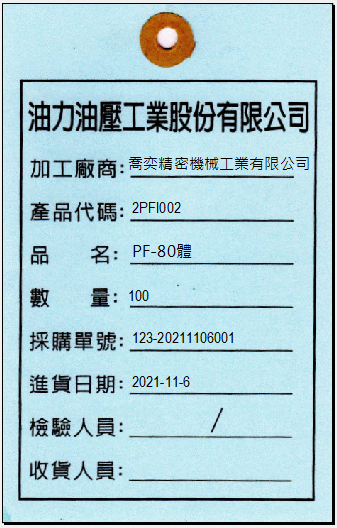 油力油壓工業股份有限公司
加工廠商:喬奕精密機械工業有限公司
產品代碼:2PFI002
品 名:PF-80體
數 量:100
採購單號:123-20211106001
進貨日期:2021-11-6
檢驗人員: /
收貨人員: